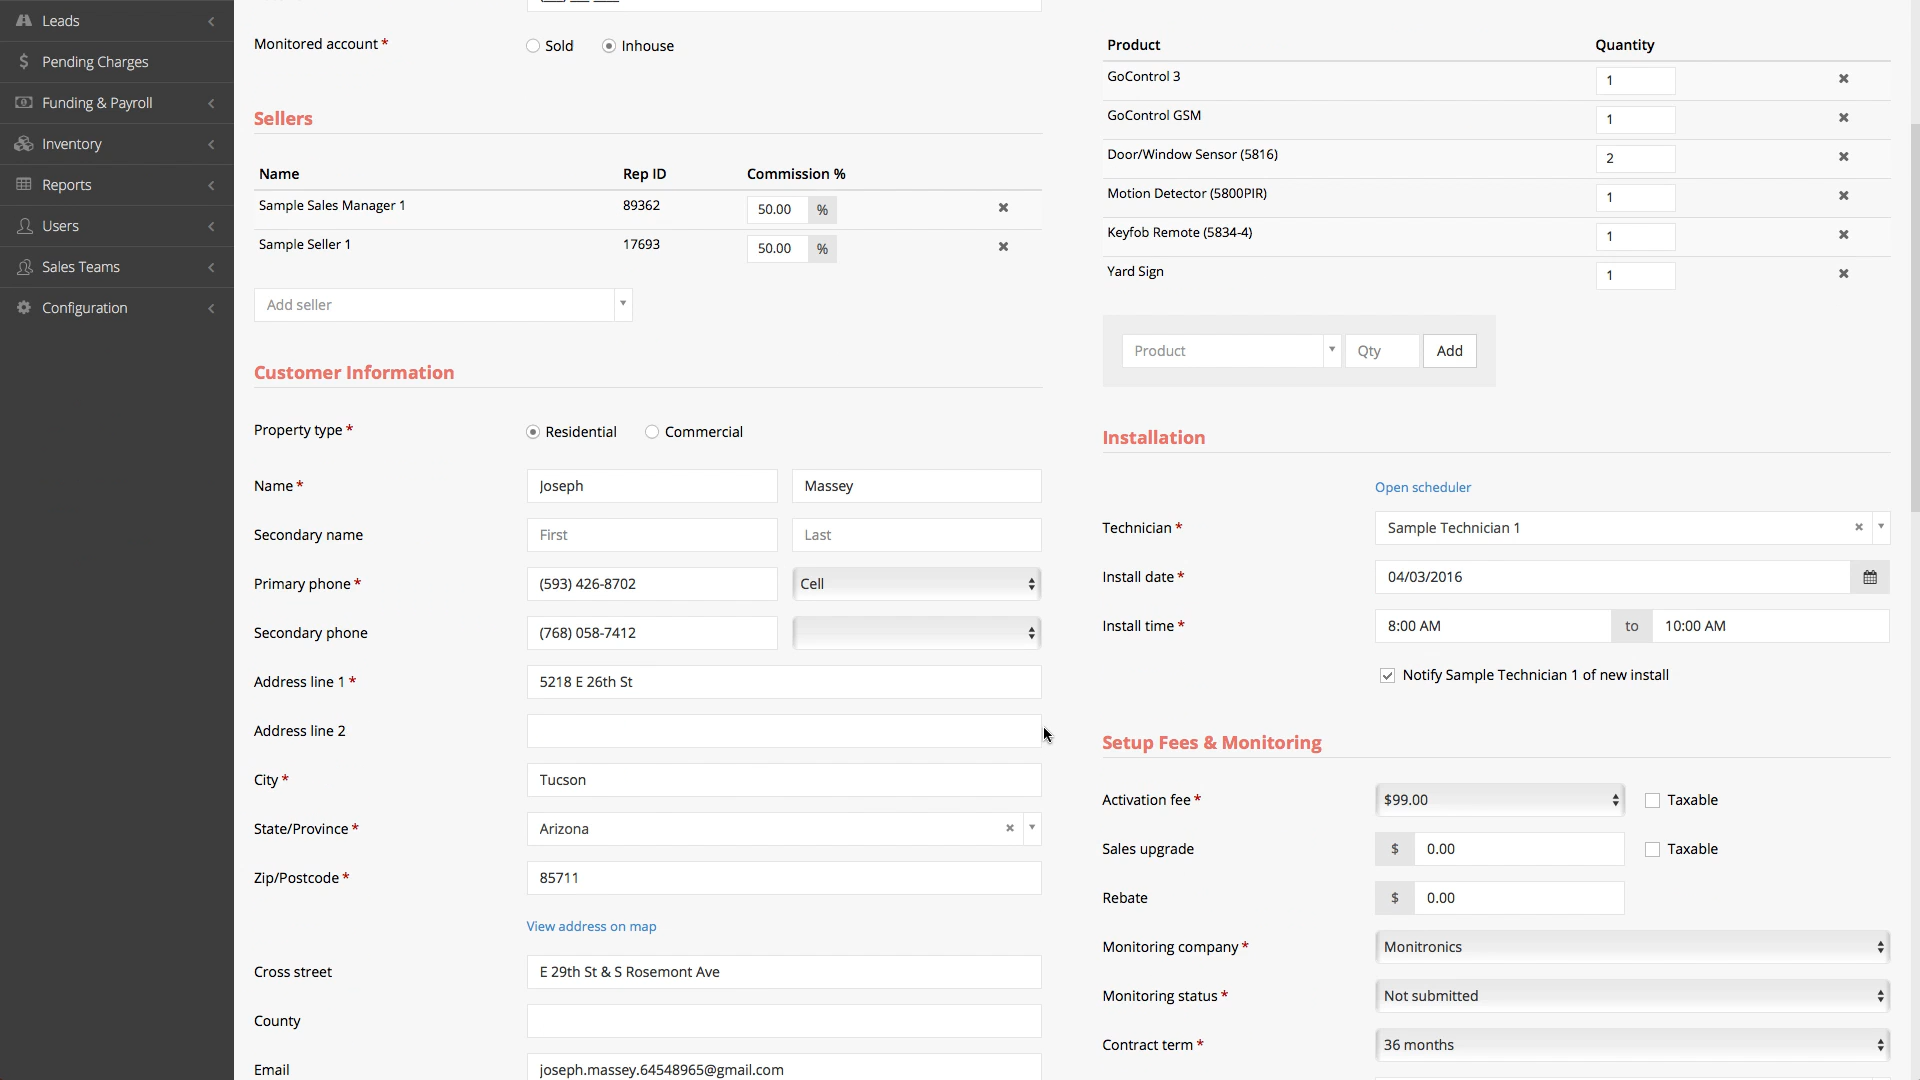 Leads
Pending Charges
Funding & Payroll
Inventory
Reports
Users
Sales Teams
Configuration
Monitored account *
Sold
Inhouse
Sellers
Name Rep ID Commission %
Sample Sales Manager 1 89362 50.00 %
Sample Seller 1 17693 50.00 %
Add seller
Customer Information
Property type *
Residential
Commercial
Name * Joseph Massey
Secondary name First Last
Primary phone * (593) 426-8702 Cell
Secondary phone (768) 058-7412
Address line 1 * 5218 E 26th St
Address line 2
City * Tucson
State/Province * Arizona
Zip/Postcode * 85711
View address on map
Cross street E 29th St & S Rosemont Ave
County
Email joseph.massey.64548965@gmail.com
Product Quantity
GoControl 3 1
GoControl GSM 1
Door/Window Sensor (5816) 2
Motion Detector (5800PIR) 1
Keyfob Remote (5834-4) 1
Yard Sign 1
Product Qty Add
Installation
Open scheduler
Technician * Sample Technician 1
Install date * 04/03/2016
Install time * 8:00 AM to 10:00 AM
Notify Sample Technician 1 of new install
Setup Fees & Monitoring
Activation fee * $99.00 Taxable
Sales upgrade $ 0.00 Taxable
Rebate $ 0.00
Monitoring company * Monitronics
Monitoring status * Not submitted
Contract term * 36 months